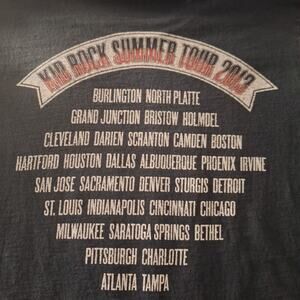 KID ROCK SUMMER TOUR 2013
BURLINGTON NORTH PLATTE
GRAND JUNCTION BRISTOW HOLMDEL
CLEVELAND DARIEN SCRANTON CAMDEN BOSTON
HARTFORD HOUSTON DALLAS ALBUQUERQUE PHOENIX IRVINE
SAN JOSE SACRAMENTO DENVER STURGIS DETROIT
ST. LOUIS INDIANAPOLIS CINCINNATI CHICAGO
MILWAUKEE SARATOGA SPRINGS BETHEL
PITTSBURGH CHARLOTTE
ATLANTA TAMPA